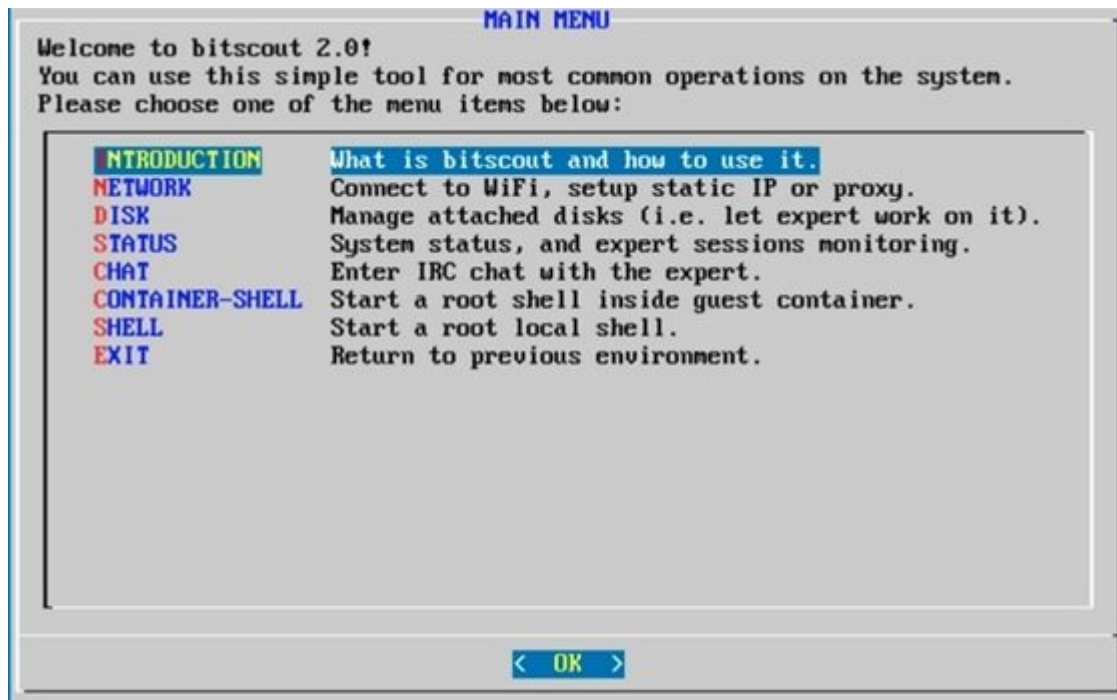 MAIN MENU
Welcome to bitscout 2.0!
You can use this simple tool for most common operations on the system.
Please choose one of the menu items below:
INTRODUCTION What is bitscout and how to use it.
NETWORK Connect to WiFi, setup static IP or proxy.
DISK Manage attached disks (i.e. let expert work on it).
STATUS System status, and expert sessions monitoring.
CHAT Enter IRC chat with the expert.
CONTAINER-SHELL Start a root shell inside guest container.
SHELL Start a root local shell.
EXIT Return to previous environment.
< OK >